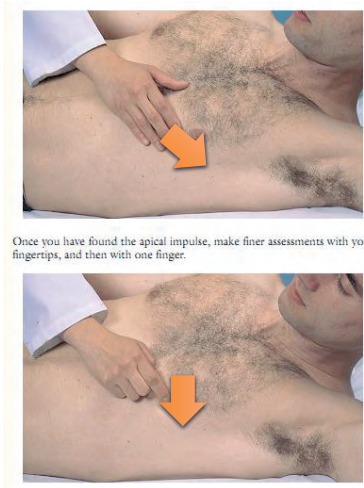 Once you have found the apical impulse, make finer assessments with yo
fingertips, and then with one finger.